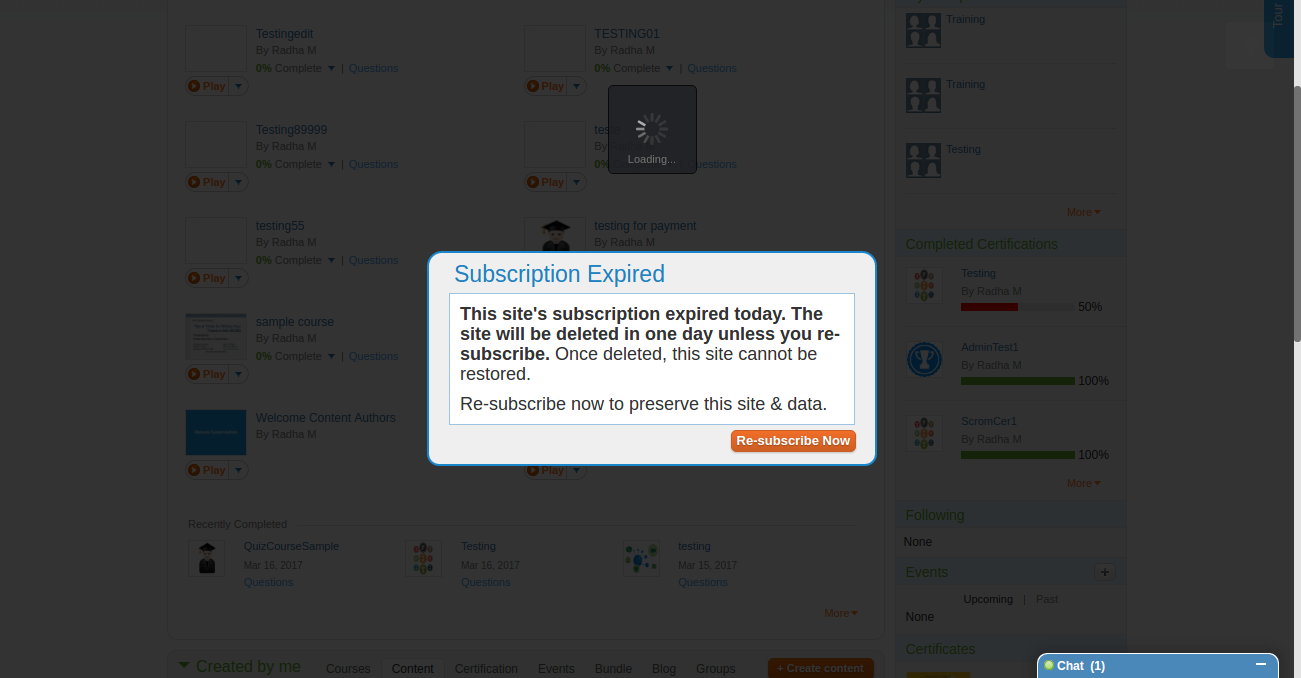 Testingedit
By Radha M
0% Complete | Questions
Play
TESTING01
By Radha M
0% Complete | Questions
Play
Loading...
Testing89999
By Radha M
0% Complete | Questions
Play
By
0%
Questions
Play
testing55
By Radha M
0% Complete | Questions
Play
testing for payment
By Radha M
sample course
By Radha M
0% Complete | Questions
Play
Welcome Content Authors
By Radha M
Play
Play
Subscription Expired
This site's subscription expired today. The
site will be deleted in one day unless you re-
subscribe. Once deleted, this site cannot be
restored.
Re-subscribe now to preserve this site & data.
Re-subscribe Now
Recently Completed
QuizCourseSample
Mar 16, 2017
Questions
Testing
Mar 16, 2017
Questions
testing
Mar 15, 2017
Questions
More
Created by me
Courses Content Certification Events Bundle Blog Groups
+ Create content
Training
Training
Testing
More
Completed Certifications
Testing
By Radha M
50%
AdminTest1
By Radha M
100%
ScromCer1
By Radha M
100%
More
Following
None
Events
+
Upcoming | Past
None
Certificates
Tour
Chat (1)